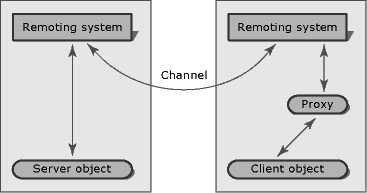 Remoting system
Remoting system
Channel
Proxy
Server object
Client object